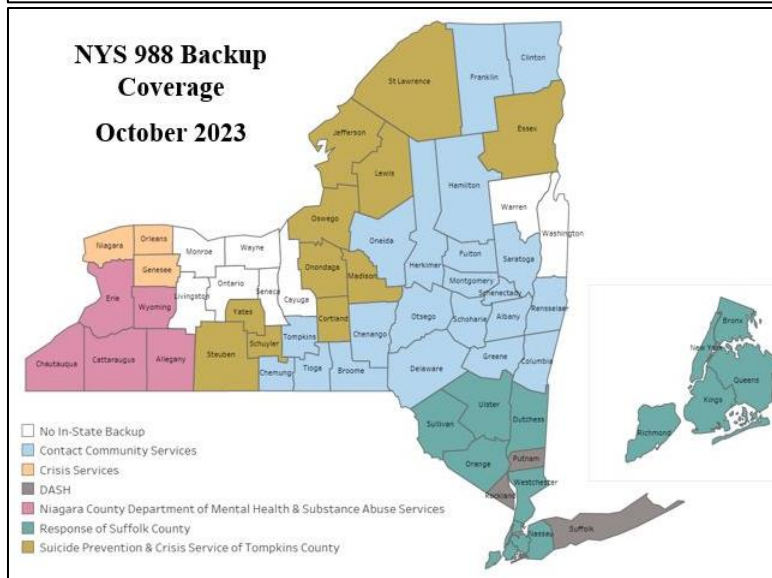 NYS 988 Backup
Coverage
October 2023
Clinton
Franklin
St Lawrence
Essex
Jefferson
Lewis
Hamilton
Warren
Washington
Oswego
Oneida
Herkimer
Fulton
Saratoga
Niagara
Orleans
Monroe
Wayne
Genesee
Onondaga
Madison
Montgomery
Schenectady
Ontario
Seneca
Cayuga
Erie
Wyoming
Livingston
Yates
Cortland
Chenango
Otsego
Schoharie
Albany
Rensselaer
Chautauqua
Cattaraugus
Allegany
Steuben
Schuyler
Tompkins
Chemung
Tioga
Broome
Delaware
Greene
Columbia
Ulster
Sullivan
Dutchess
Orange
Putnam
Rockland
Westchester
Nassau
Suffolk
Bronx
New York
Queens
Kings
Richmond
No In-State Backup
Contact Community Services
Crisis Services
DASH
Niagara County Department of Mental Health & Substance Abuse Services
Response of Suffolk County
Suicide Prevention & Crisis Service of Tompkins County